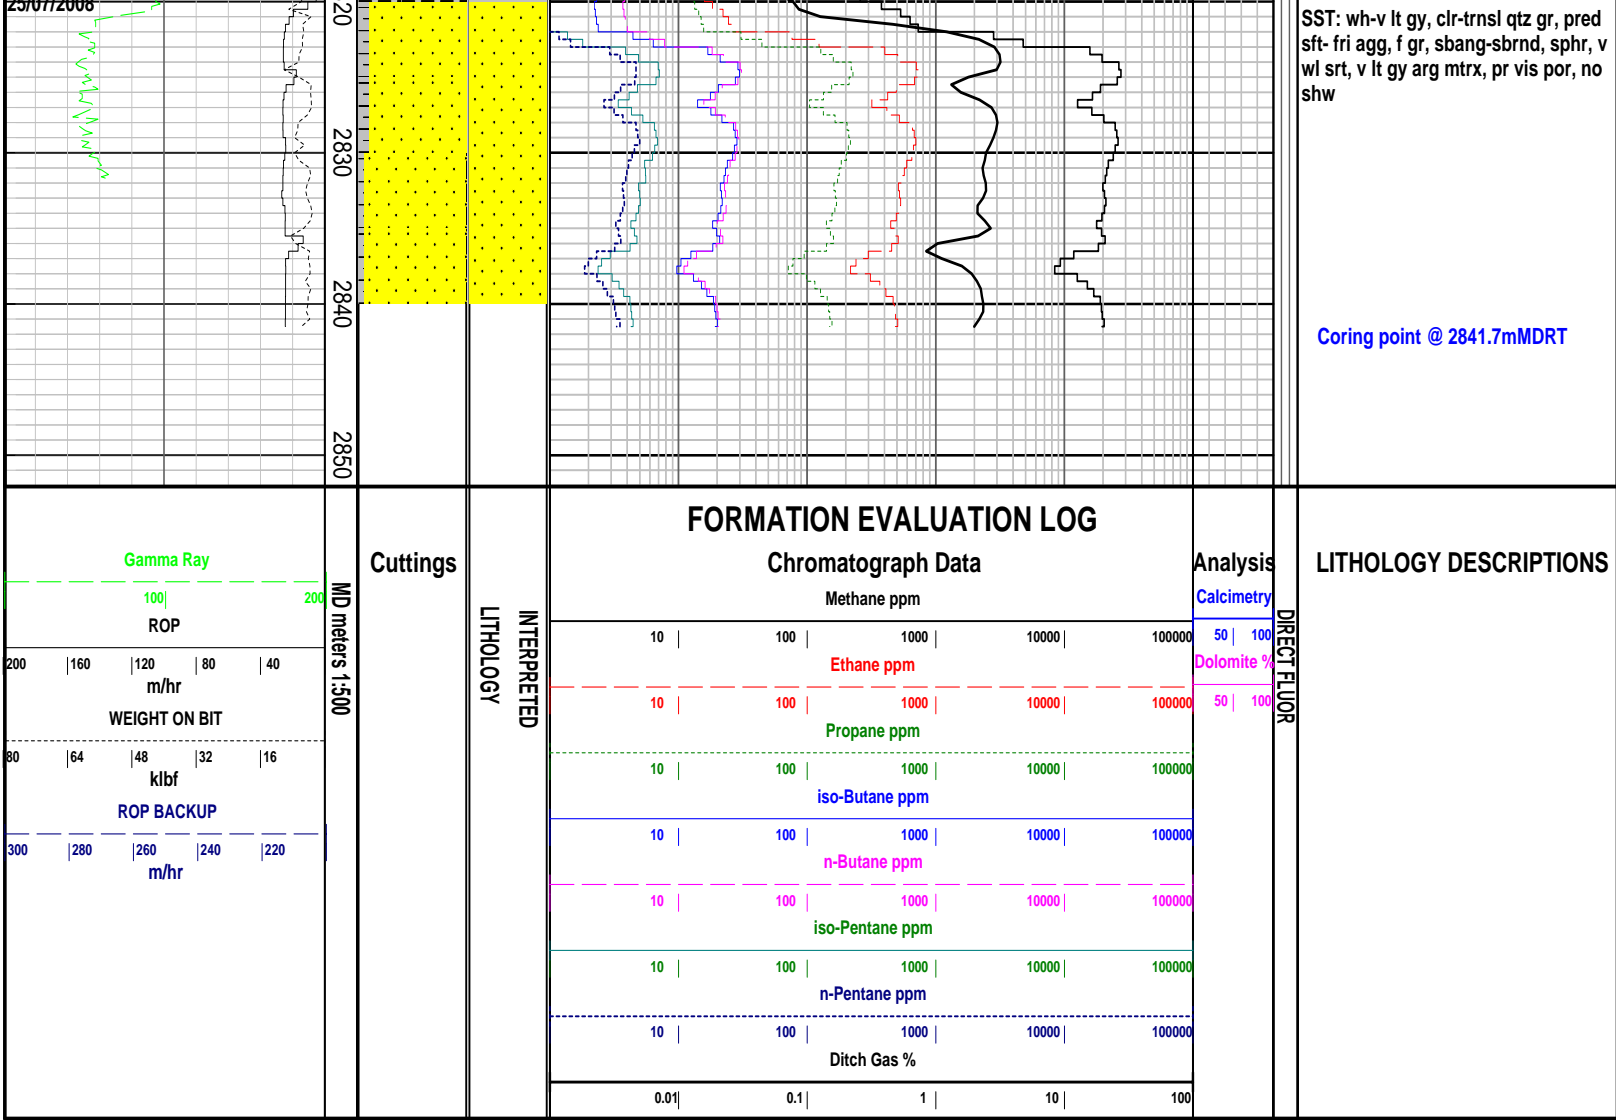 25/07/2008
20
2830
2840
2850
SST: wh-v lt gy, clr-trnsl qtz gr, pred
sft- fri agg, f gr, sbang-sbrnd, sphr, v
wl srt, v lt gy arg mtrx, pr vis por, no
shw
Coring point @ 2841.7mMDRT
FORMATION EVALUATION LOG
Gamma Ray
100 200
ROP
200 160 120 80 40
m/hr
WEIGHT ON BIT
80 64 48 32 16
klbf
ROP BACKUP
300 280 260 240 220
m/hr
MD meters 1:500
Cuttings
INTERPRETED
LITHOLOGY
Chromatograph Data
Methane ppm
10 100 1000 10000 100000
Ethane ppm
10 100 1000 10000 100000
Propane ppm
10 100 1000 10000 100000
iso-Butane ppm
10 100 1000 10000 100000
n-Butane ppm
10 100 1000 10000 100000
iso-Pentane ppm
10 100 1000 10000 100000
n-Pentane ppm
10 100 1000 10000 100000
Ditch Gas %
0.01 0.1 1 10 100
Analysis
Calcimetry
50 100
Dolomite %
50 100
DIRECT FLUOR
LITHOLOGY DESCRIPTIONS